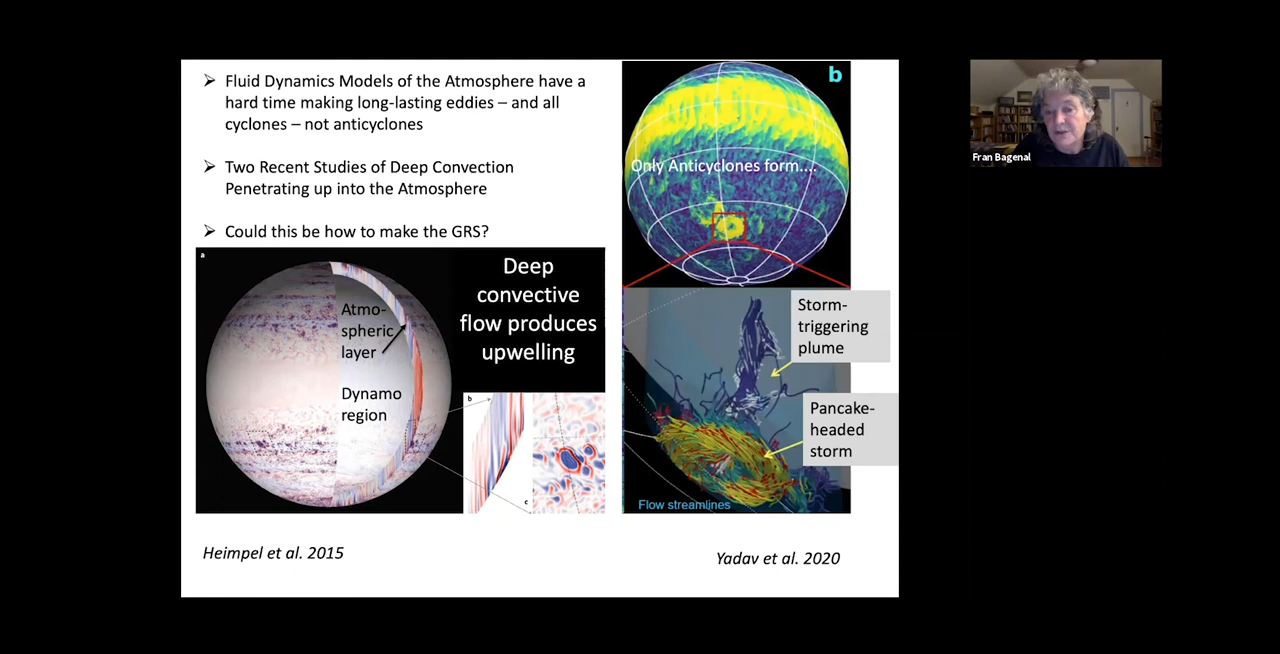 ➢ Fluid Dynamics Models of the Atmosphere have a
hard time making long-lasting eddies – and all
cyclones – not anticyclones
➢ Two Recent Studies of Deep Convection
Penetrating up into the Atmosphere
➢ Could this be how to make the GRS?
a
Atmo-
spheric
layer
Dynamo
region
Deep
convective
flow produces
upwelling
b
c
Heimpel et al. 2015
b
Only Anticyclones form....
Storm-
triggering
plume
Pancake-
headed
storm
Flow streamlines
Yadav et al. 2020
Fran Bagenal